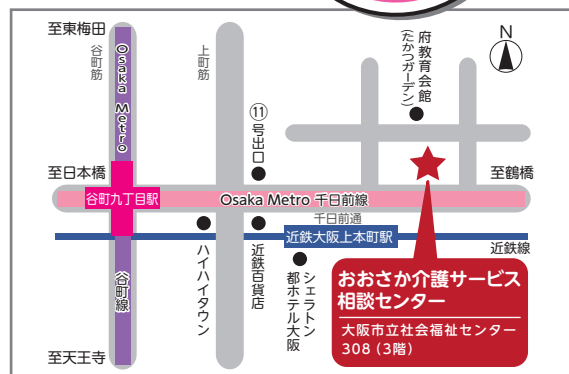 至東梅田
谷町筋
Osaka Metro
上町筋
⑪号出口
府教育会館
(たかつガーデン)
N
至日本橋
至鶴橋
谷町九丁目駅
Osaka Metro 千日前線
千日前通
近鉄大阪上本町駅
近鉄線
谷町線
ハイハイタウン
近鉄百貨店
シェラトン
都ホテル大阪
おおさか介護サービス
相談センター
大阪市立社会福祉センター
308 (3階)
至天王寺